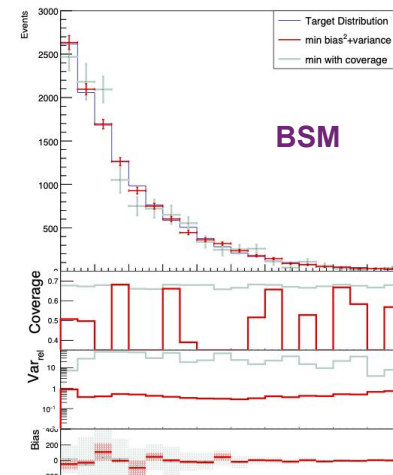 Events
3000
2500
2000
1500
1000
500
Target Distribution
min bias²+variance
min with coverage
BSM
Coverage
0.7
0.6
0.5
0.4
Var_rel
10
1
10⁻¹
Bias
400
200
0